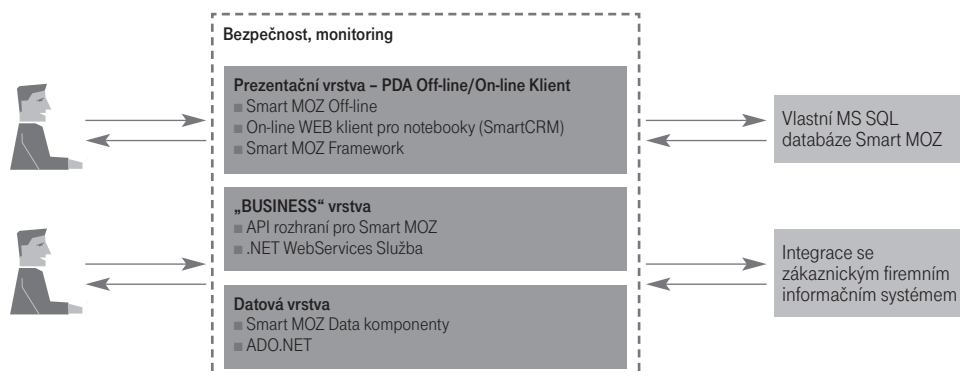 Bezpečnost, monitoring
Prezentační vrstva – PDA Off-line/On-line Klient
■ Smart MOZ Off-line
■ On-line WEB klient pro notebooky (SmartCRM)
■ Smart MOZ Framework
„BUSINESS“ vrstva
■ API rozhraní pro Smart MOZ
■ .NET WebServices Služba
Datová vrstva
■ Smart MOZ Data komponenty
■ ADO.NET
Vlastní MS SQL
databáze Smart MOZ
Integrace se
zákaznickým firemním
informačním systémem